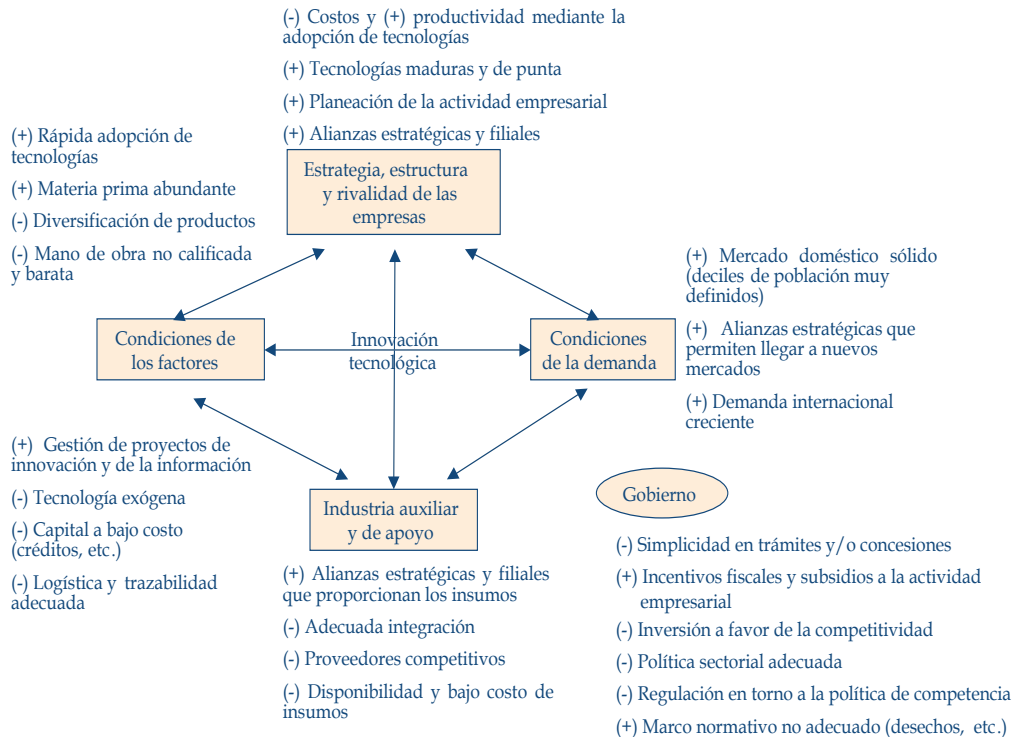 (-) Costos y (+) productividad mediante la
adopción de tecnologías
(+) Tecnologías maduras y de punta
(+) Planeación de la actividad empresarial
(+) Alianzas estratégicas y filiales
Estrategia, estructura
y rivalidad de las
empresas
(+) Rápida adopción de
tecnologías
(+) Materia prima abundante
(-) Diversificación de productos
(-) Mano de obra no calificada
y barata
Condiciones de
los factores
Innovación
tecnológica
Condiciones
de la demanda
(+) Mercado doméstico sólido
(deciles de población muy
definidos)
(+) Alianzas estratégicas que
permiten llegar a nuevos
mercados
(+) Demanda internacional
creciente
(+) Gestión de proyectos de
innovación y de la información
(-) Tecnología exógena
(-) Capital a bajo costo
(créditos, etc.)
(-) Logística y trazabilidad
adecuada
Industria auxiliar
y de apoyo
(+) Alianzas estratégicas y filiales
que proporcionan los insumos
(-) Adecuada integración
(-) Proveedores competitivos
(-) Disponibilidad y bajo costo de
insumos
Gobierno
(-) Simplicidad en trámites y/o concesiones
(+) Incentivos fiscales y subsidios a la actividad
empresarial
(-) Inversión a favor de la competitividad
(-) Política sectorial adecuada
(-) Regulación en torno a la política de competencia
(+) Marco normativo no adecuado (desechos, etc.)